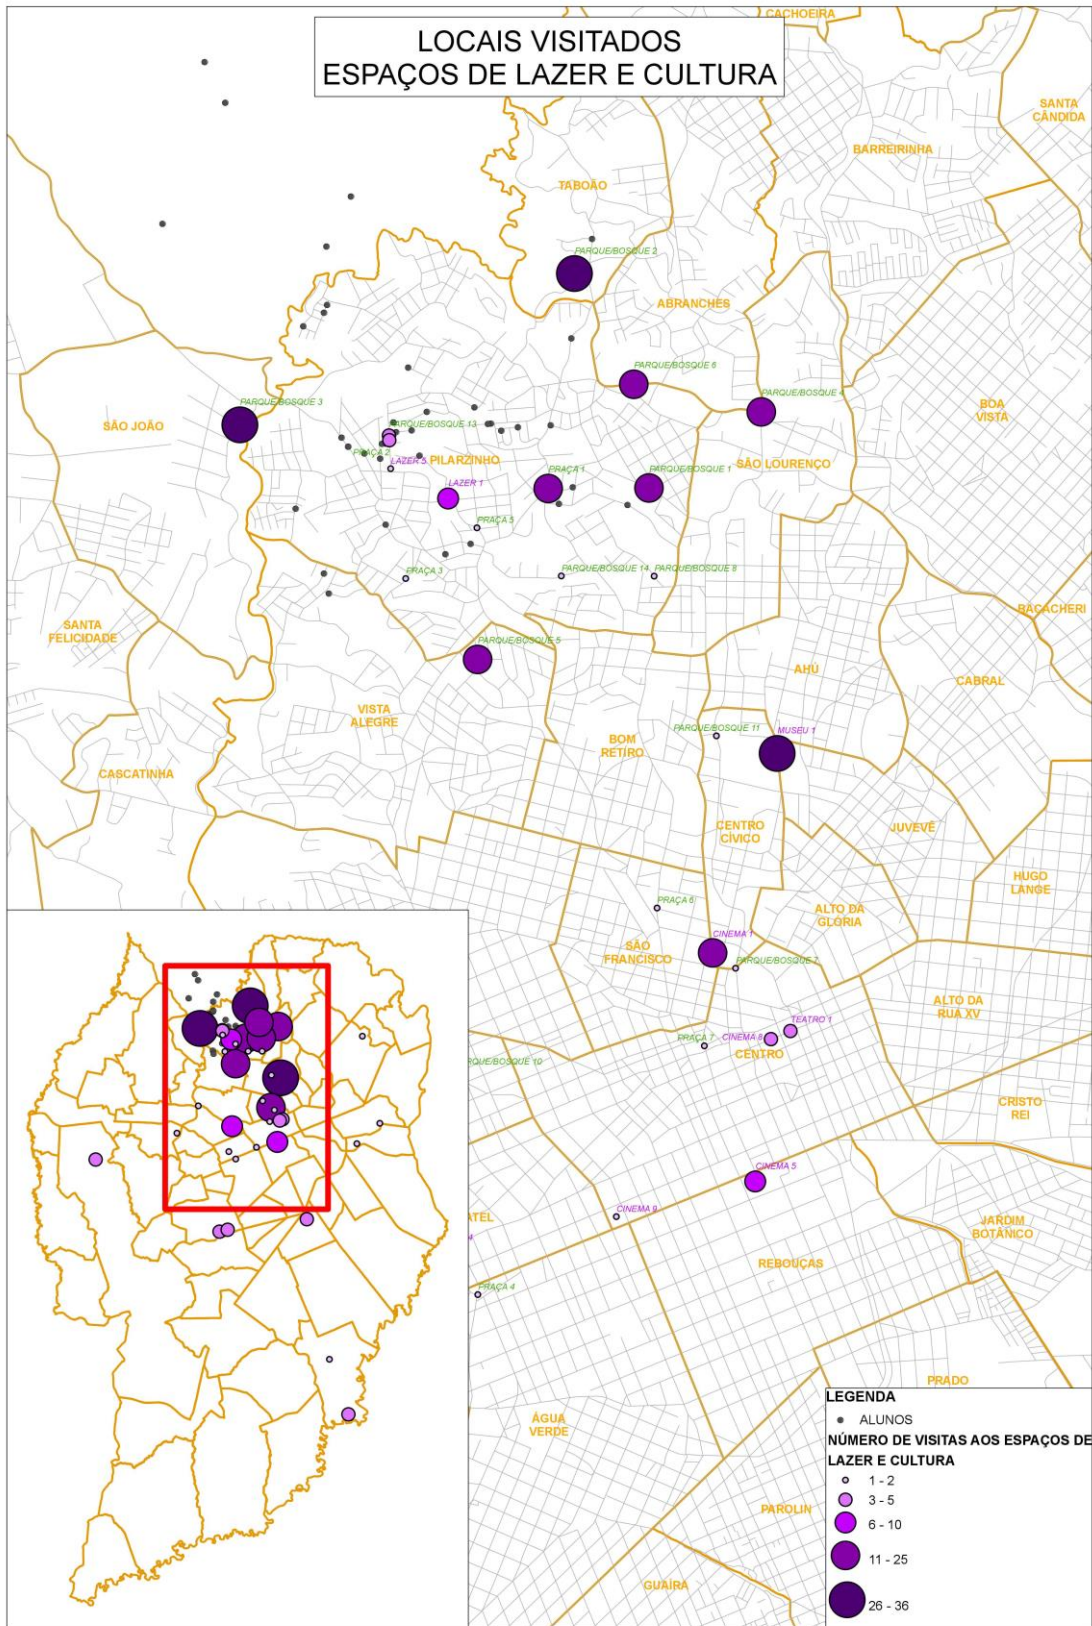 CACHOEIRA
LOCAIS VISITADOS
ESPAÇOS DE LAZER E CULTURA
SANTA
CÂNDIDA
BARREIRINHA
TABOÃO
PARQUE/BOSQUE 2
ABRANCHES
PARQUE/BOSQUE 6
PARQUE/BOSQUE 4
PARQUE/BOSQUE 3
BOA
VISTA
SÃO JOÃO
PARQUE/BOSQUE 13
PRAÇA 2
LAZER 5
PILARZINHO
SÃO LOURENÇO
PRAÇA 1
PARQUE/BOSQUE 1
LAZER 1
PRAÇA 5
PRAÇA 3
PARQUE/BOSQUE 14
PARQUE/BOSQUE 8
BACACHERI
SANTA
FELICIDADE
PARQUE/BOSQUE 5
AHÚ
CABRAL
VISTA
ALEGRE
PARQUE/BOSQUE 11
MUSEU 1
BOM
RETIRO
CASCATINHA
CENTRO
CÍVICO
JUVEVÊ
HUGO
LANGE
PRAÇA 6
ALTO DA
GLÓRIA
CINEMA 1
SÃO
FRANCISCO
PARQUE/BOSQUE 7
ALTO DA
RUA XV
TEATRO 1
PRAÇA 7
CINEMA 8
CENTRO
RQUE/BOSQUE 10
CRISTO
REI
CINEMA 5
CINEMA 9
ATEL
4
JARDIM
BOTÂNICO
REBOUÇAS
PRAÇA 4
PRADO
ÁGUA
VERDE
PAROLIN
GUAÍRA
LEGENDA
ALUNOS
NÚMERO DE VISITAS AOS ESPAÇOS DE
LAZER E CULTURA
1 - 2
3 - 5
6 - 10
11 - 25
26 - 36